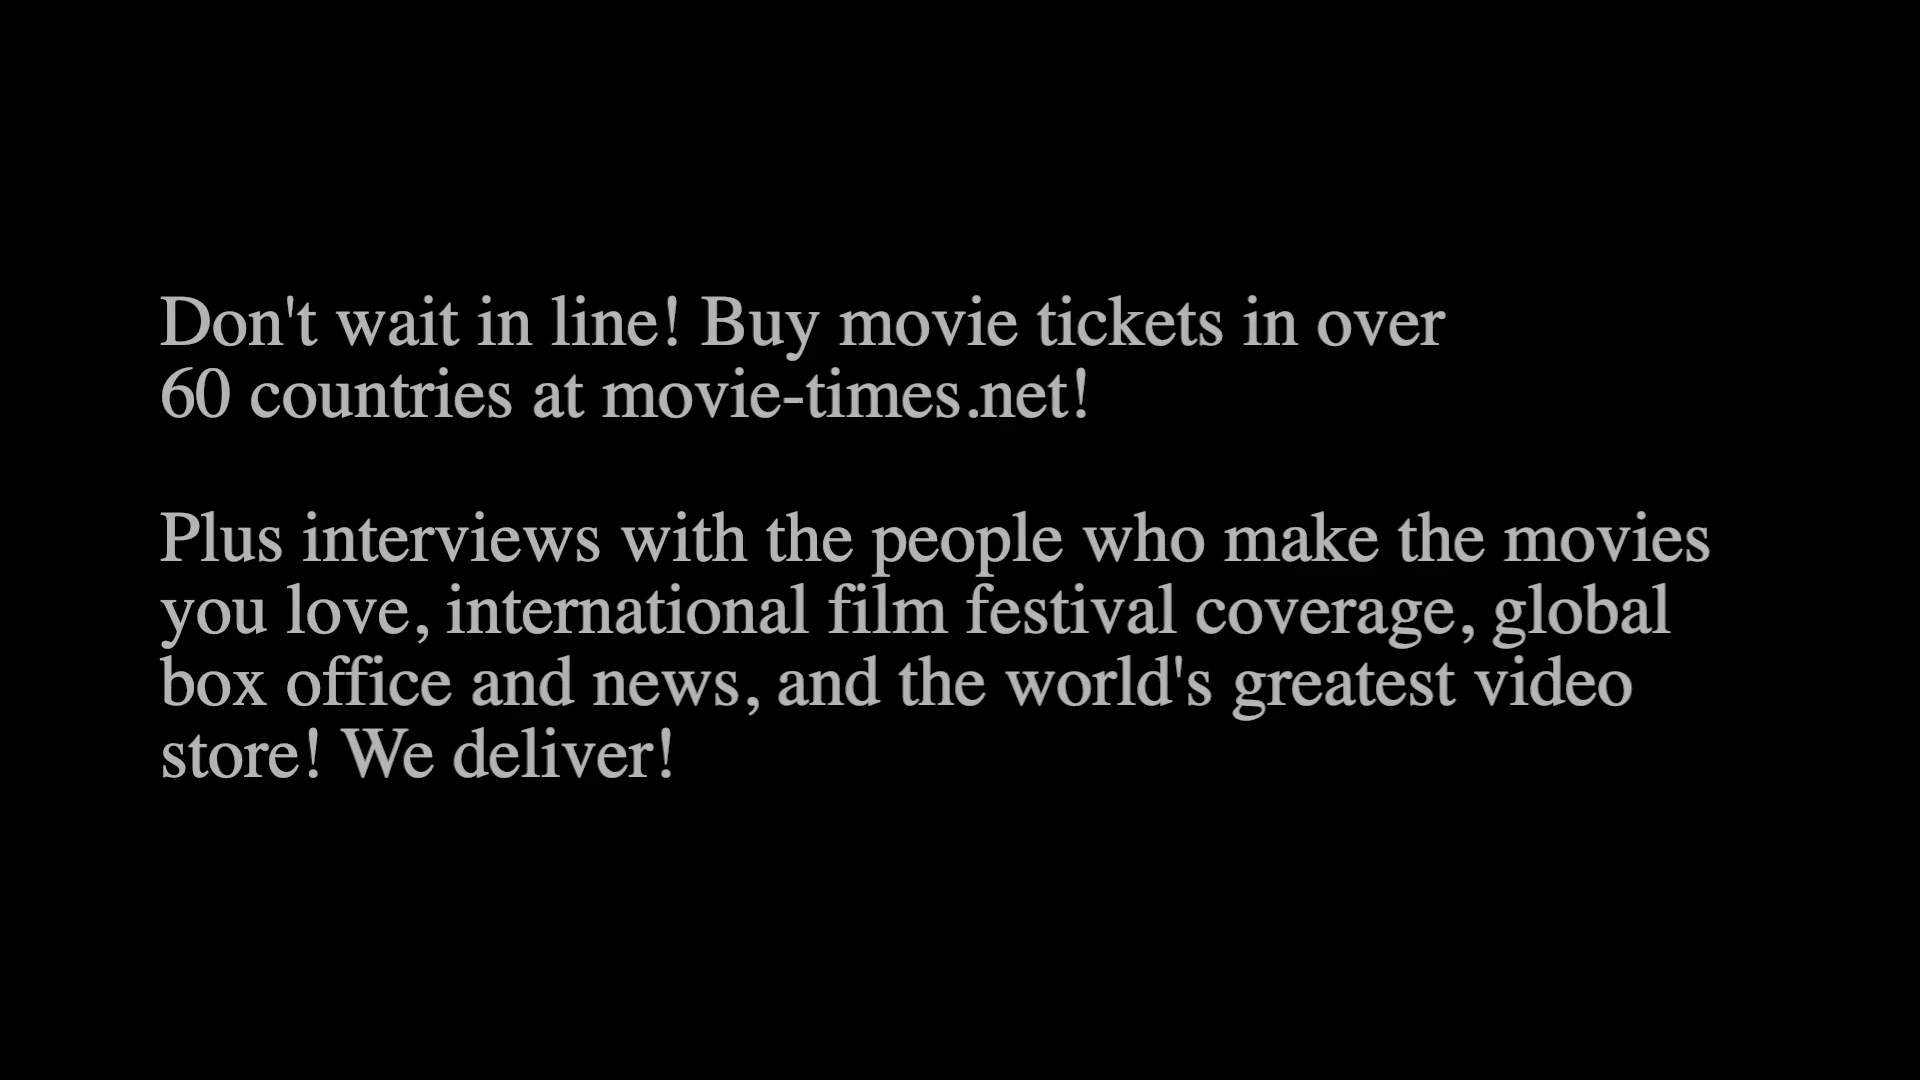 Don't wait in line! Buy movie tickets in over
60 countries at movie-times.net!
Plus interviews with the people who make the movies
you love, international film festival coverage, global
box office and news, and the world's greatest video
store! We deliver!